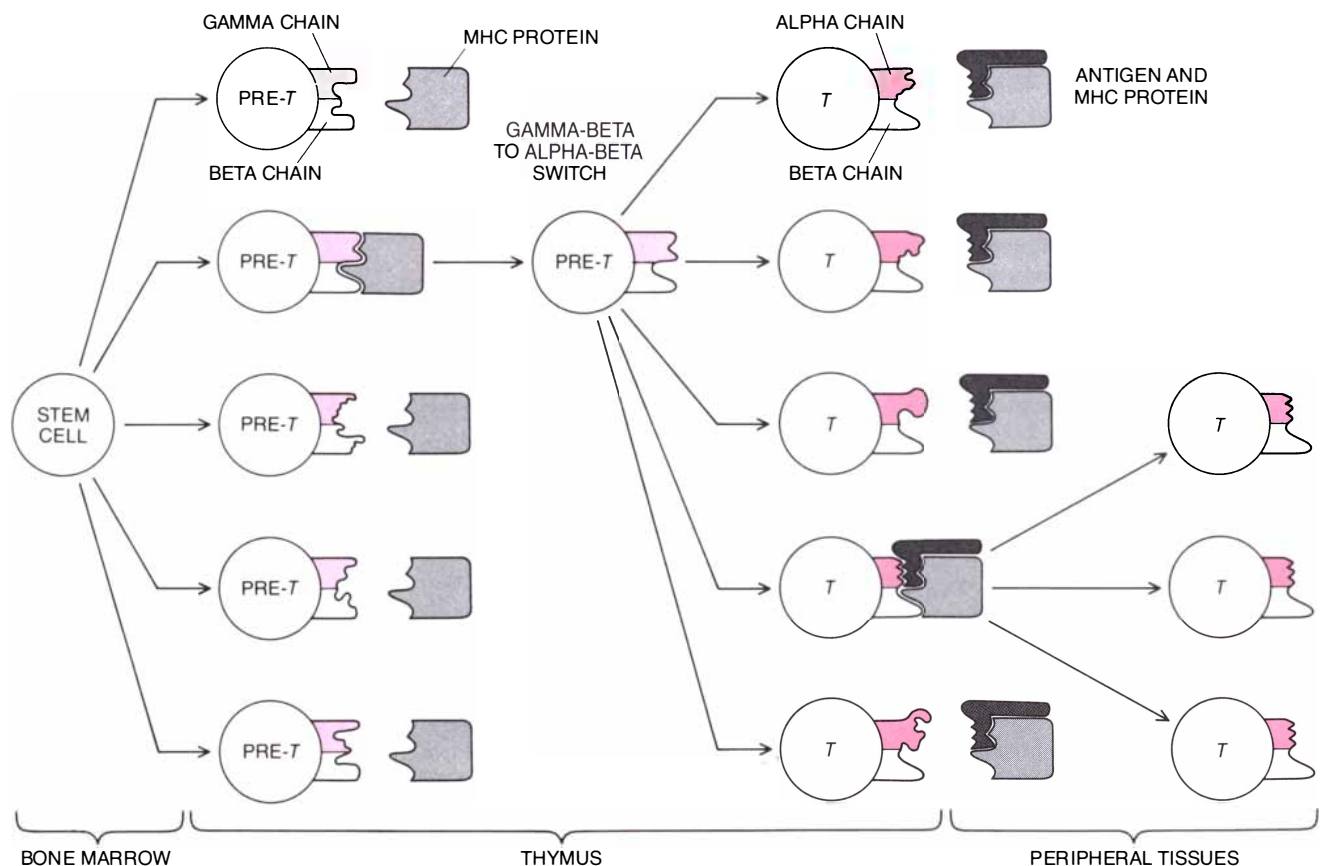 GAMMA CHAIN
MHC PROTEIN
PRE-T
BETA CHAIN
GAMMA-BETA
TO ALPHA-BETA
SWITCH
ALPHA CHAIN
T
BETA CHAIN
ANTIGEN AND
MHC PROTEIN
PRE-T
PRE-T
T
STEM
CELL
PRE-T
T
T
PRE-T
T
T
PRE-T
T
T
BONE MARROW
THYMUS
PERIPHERAL TISSUES